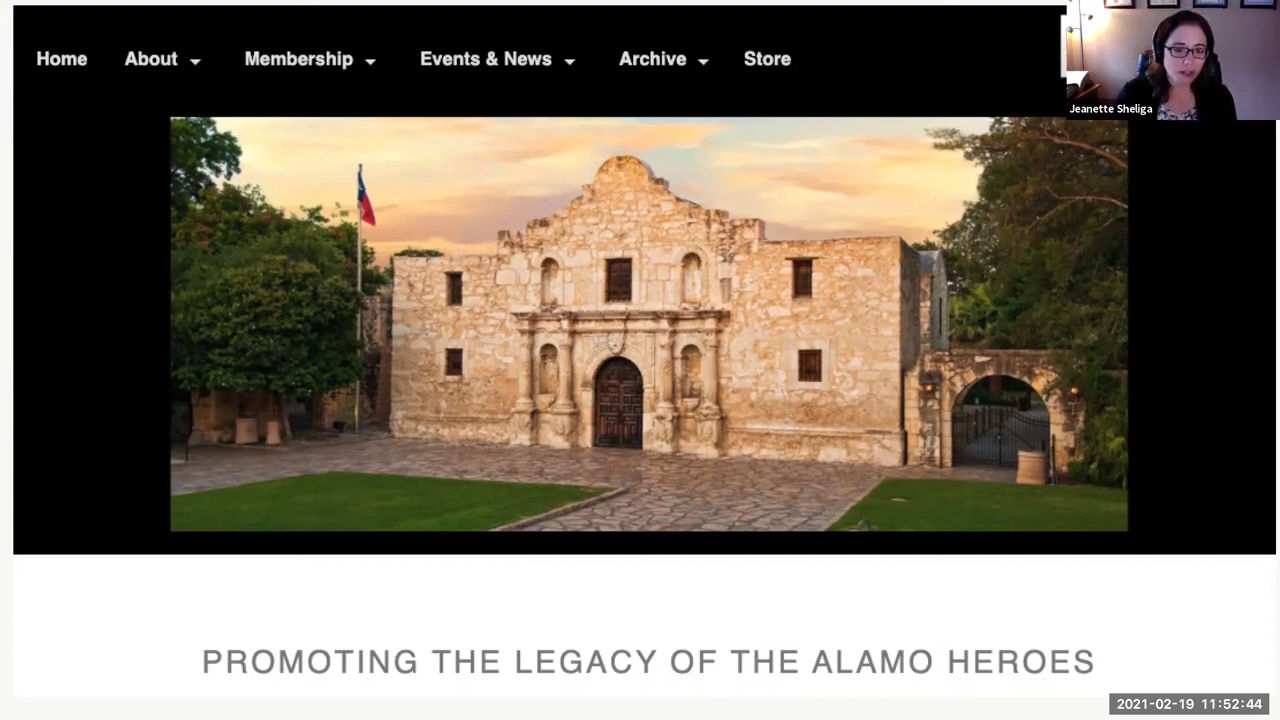 Home About Membership Events & News Archive Store
Jeanette Sheliga
PROMOTING THE LEGACY OF THE ALAMO HEROES
2021-02-19 11:52:44